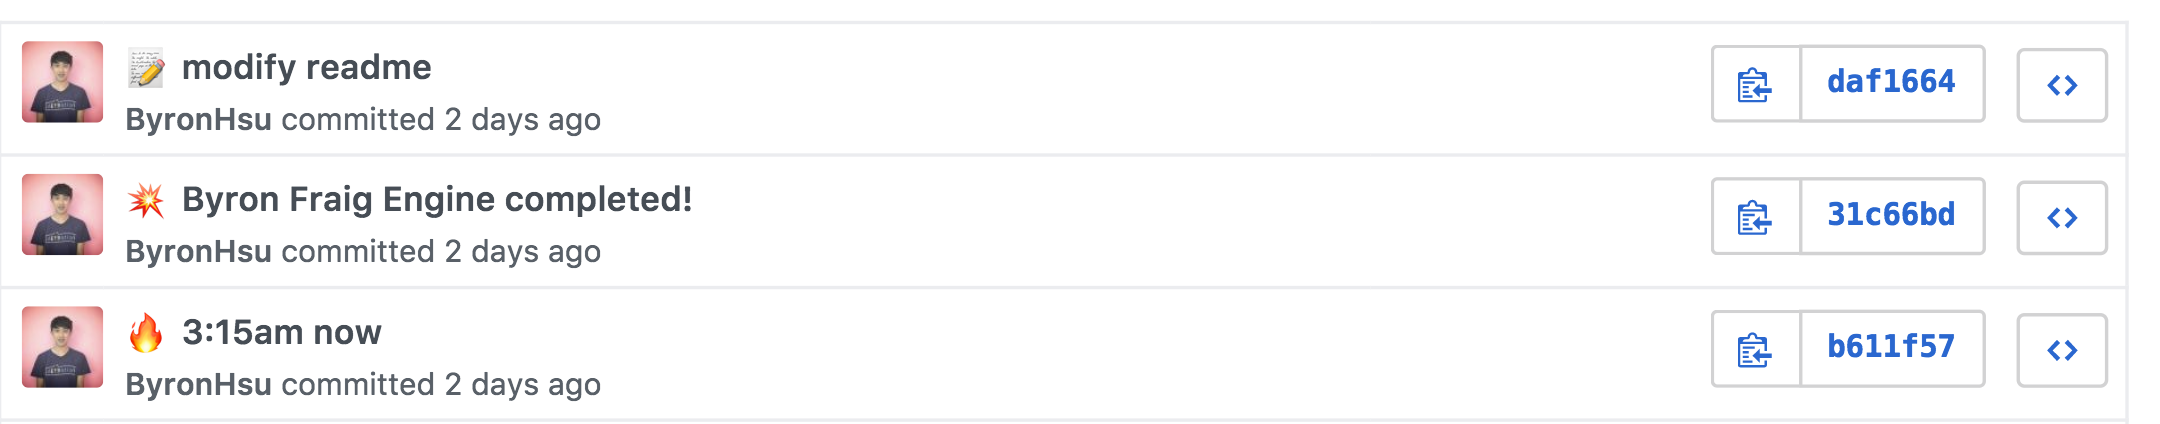 📝 modify readme
ByronHsu committed 2 days ago
daf1664
💥 Byron Fraig Engine completed!
ByronHsu committed 2 days ago
31c66bd
🔥 3:15am now
ByronHsu committed 2 days ago
b611f57